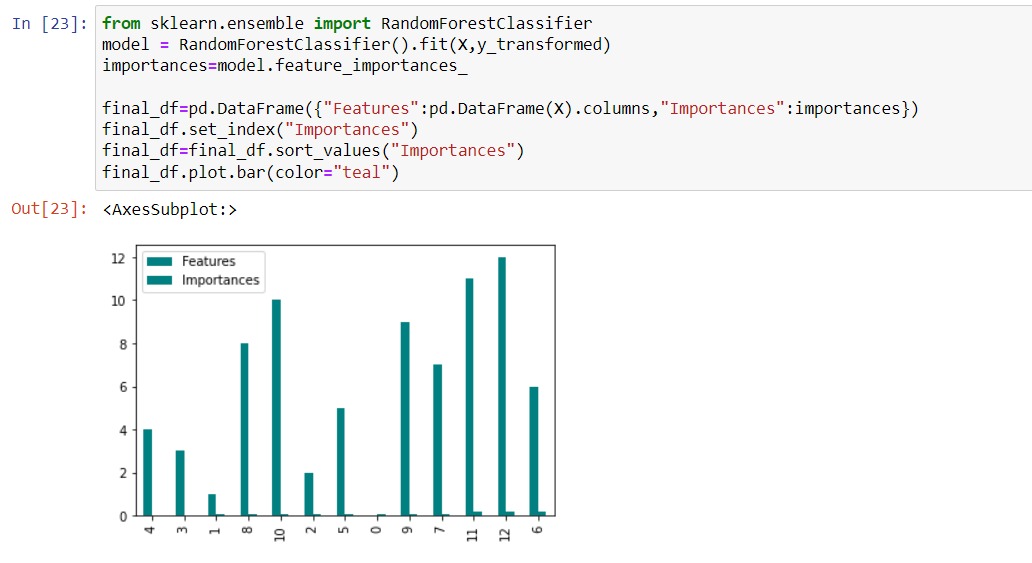 In [23]: from sklearn.ensemble import RandomForestClassifier
model = RandomForestClassifier().fit(X,y_transformed)
importances=model.feature_importances_
final_df=pd.DataFrame({"Features":pd.DataFrame(X).columns,"Importances":importances})
final_df.set_index("Importances")
final_df=final_df.sort_values("Importances")
final_df.plot.bar(color="teal")
Out[23]: <AxesSubplot:>
Features
Importances
12
10
8
6
4
2
0
4 3 1 8 10 2 5 0 9 7 11 12 6